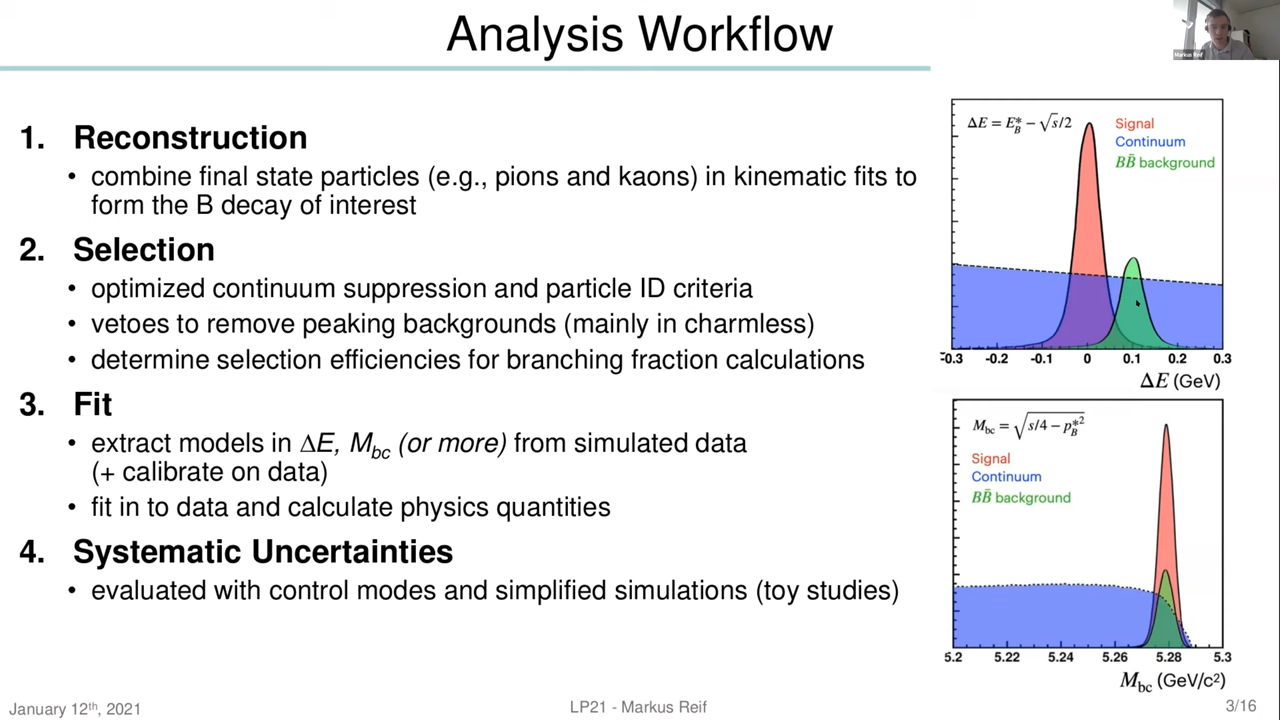 Analysis Workflow
Markus Reif
1. Reconstruction
• combine final state particles (e.g., pions and kaons) in kinematic fits to
form the B decay of interest
2. Selection
• optimized continuum suppression and particle ID criteria
• vetoes to remove peaking backgrounds (mainly in charmless)
• determine selection efficiencies for branching fraction calculations
3. Fit
• extract models in ΔE, M_bc (or more) from simulated data
(+ calibrate on data)
• fit in to data and calculate physics quantities
4. Systematic Uncertainties
• evaluated with control modes and simplified simulations (toy studies)
ΔE = E*_B − √s/2
Signal
Continuum
BB̄ background
-0.3 -0.2 -0.1 0 0.1 0.2 0.3
ΔE (GeV)
M_bc = √(s/4 − p*_B²)
Signal
Continuum
BB̄ background
5.2 5.22 5.24 5.26 5.28 5.3
M_bc (GeV/c²)
January 12th, 2021
LP21 - Markus Reif
3/16